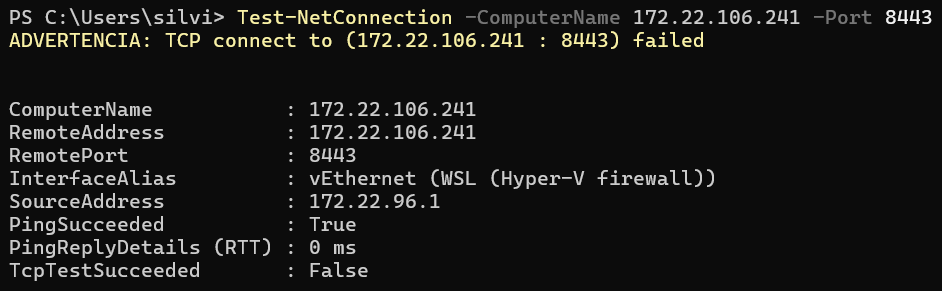 PS C:\Users\silvi> Test-NetConnection -ComputerName 172.22.106.241 -Port 8443
ADVERTENCIA: TCP connect to (172.22.106.241 : 8443) failed
ComputerName           : 172.22.106.241
RemoteAddress          : 172.22.106.241
RemotePort             : 8443
InterfaceAlias         : vEthernet (WSL (Hyper-V firewall))
SourceAddress          : 172.22.96.1
PingSucceeded          : True
PingReplyDetails (RTT) : 0 ms
TcpTestSucceeded       : False